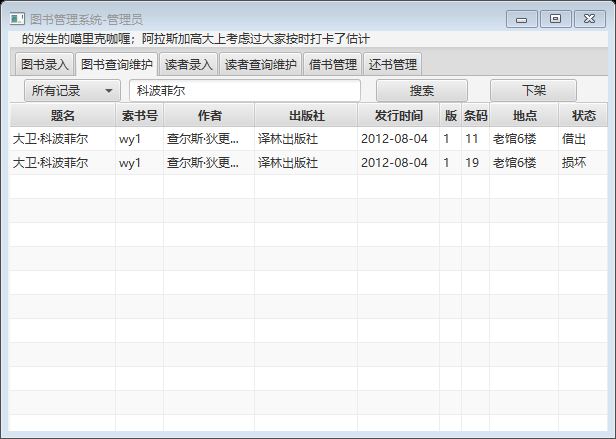 图书管理系统-管理员
的发生的噶里克咖喱；阿拉斯加高大上考虑过大家按时打卡了估计
图书录入 图书查询维护 读者录入 读者查询维护 借书管理 还书管理
所有记录 科波菲尔 搜索 下架
题名 索书号 作者 出版社 发行时间 版 条码 地点 状态
大卫·科波菲尔 wy1 查尔斯·狄更... 译林出版社 2012-08-04 1 11 老馆6楼 借出
大卫·科波菲尔 wy1 查尔斯·狄更... 译林出版社 2012-08-04 1 19 老馆6楼 损坏